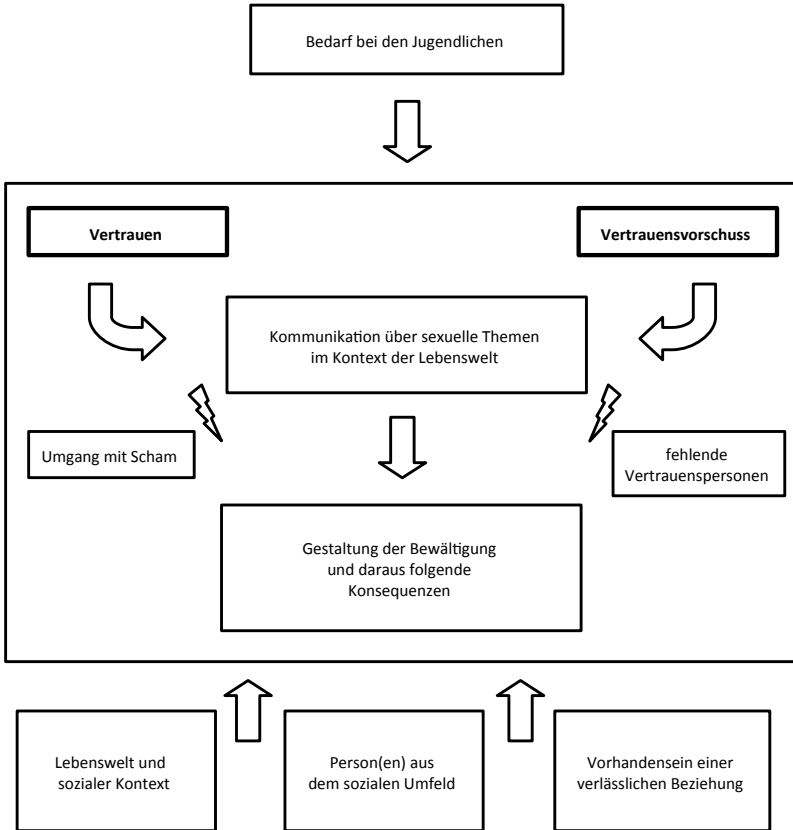 Bedarf bei den Jugendlichen
Vertrauen
Vertrauensvorschuss
Kommunikation über sexuelle Themen
im Kontext der Lebenswelt
Umgang mit Scham
fehlende
Vertrauenspersonen
Gestaltung der Bewältigung
und daraus folgende
Konsequenzen
Lebenswelt und
sozialer Kontext
Person(en) aus
dem sozialen Umfeld
Vorhandensein einer
verlässlichen Beziehung